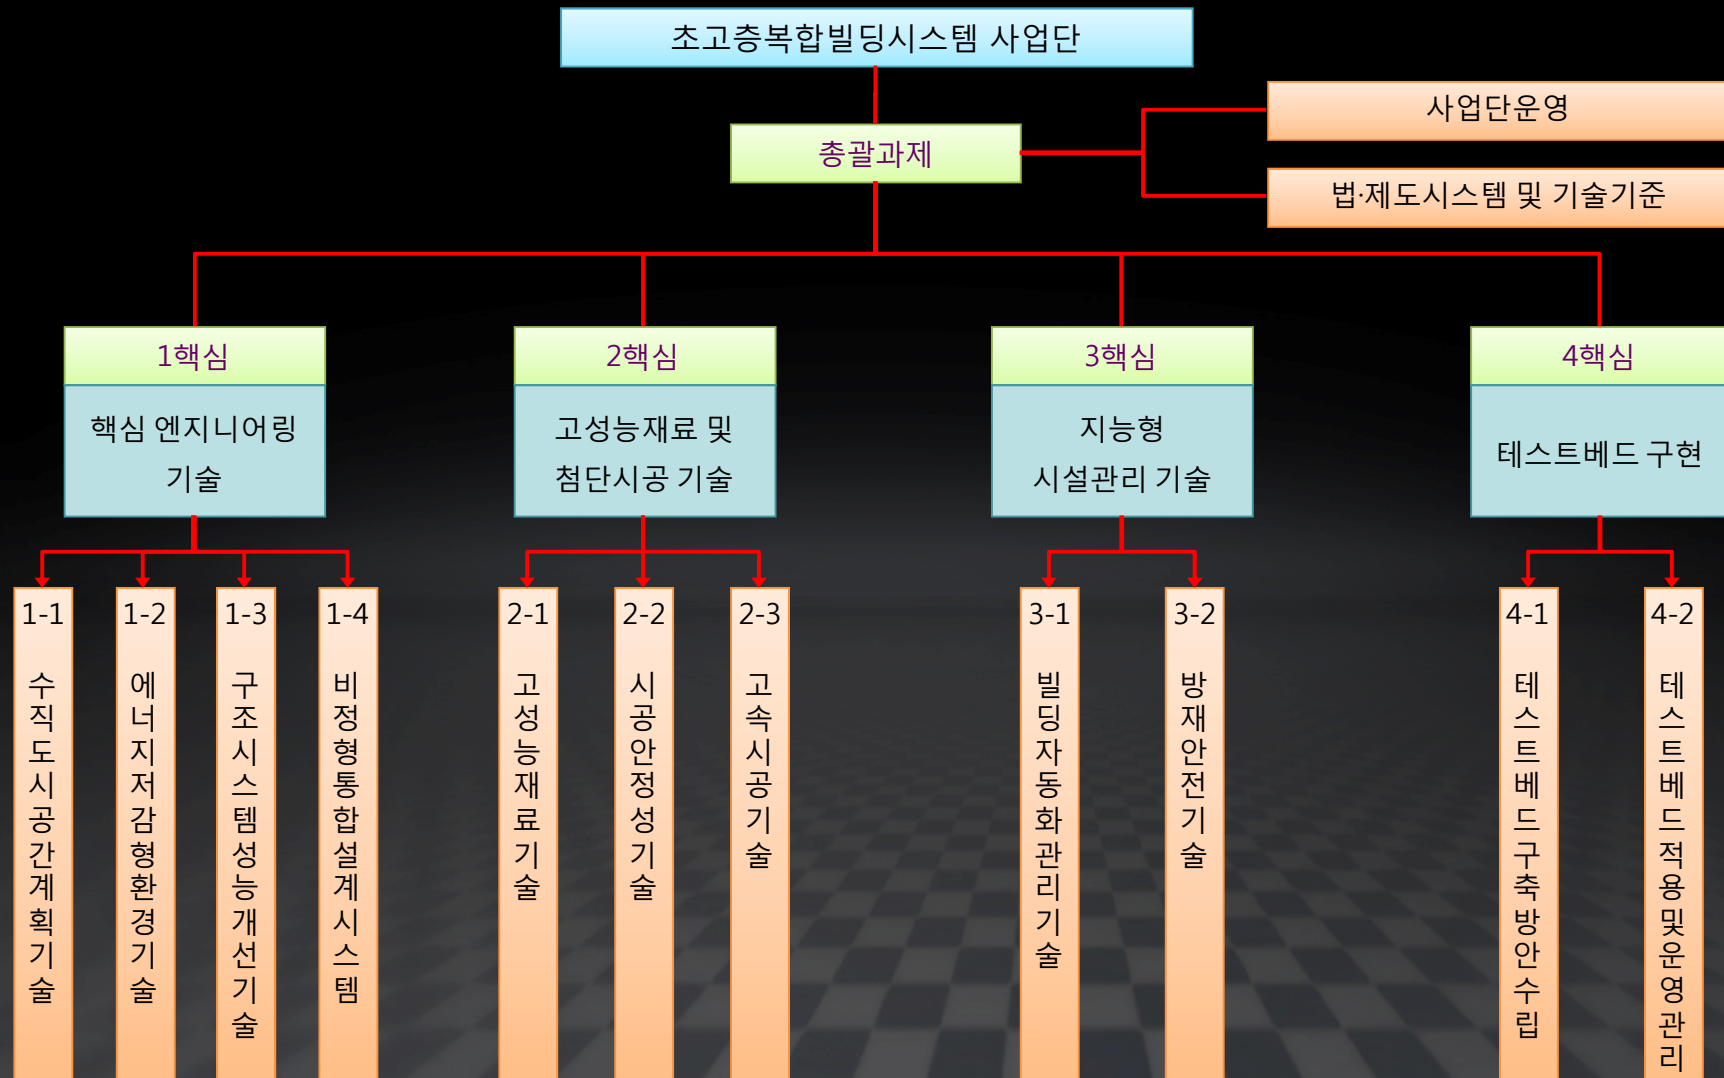 초고층복합빌딩시스템 사업단
총괄과제
사업단운영
법·제도시스템 및 기술기준
1핵심
핵심 엔지니어링
기술
2핵심
고성능재료 및
첨단시공 기술
3핵심
지능형
시설관리 기술
4핵심
테스트베드 구현
1-1
수직도시공간계획기술
1-2
에너지저감형환경기술
1-3
구조시스템성능개선기술
1-4
비정형통합설계시스템
2-1
고성능재료기술
2-2
시공안정성기술
2-3
고속시공기술
3-1
빌딩자동화관리기술
3-2
방재안전기술
4-1
테스트베드구축방안수립
4-2
테스트베드적용및운영관리